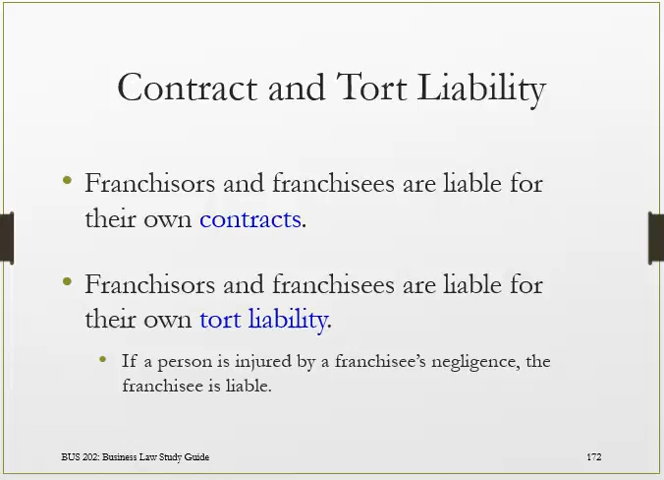 Contract and Tort Liability
• Franchisors and franchisees are liable for
their own contracts.
• Franchisors and franchisees are liable for
their own tort liability.
• If a person is injured by a franchisee’s negligence, the
franchisee is liable.
BUS 202: Business Law Study Guide
172